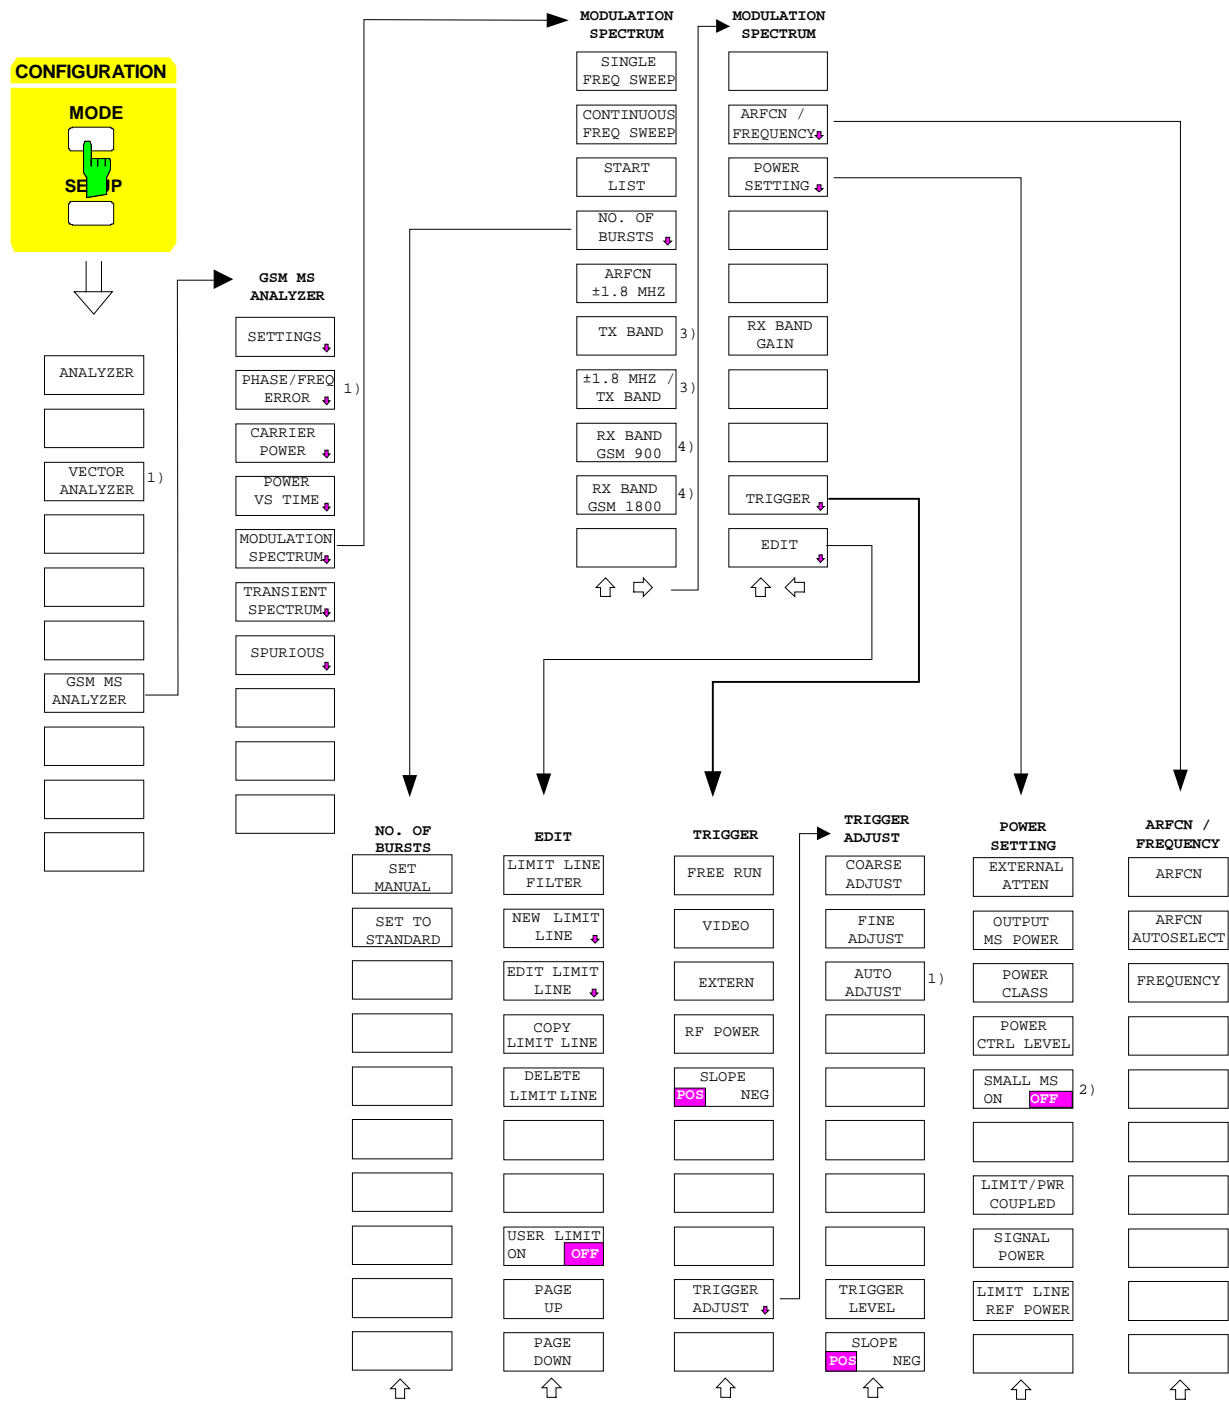 CONFIGURATION
MODE
SETUP
ANALYZER
VECTOR
ANALYZER
1)
GSM MS
ANALYZER
GSM MS
ANALYZER
SETTINGS
PHASE/FREQ
ERROR
1)
CARRIER
POWER
POWER
VS TIME
MODULATION
SPECTRUM
TRANSIENT
SPECTRUM
SPURIOUS
MODULATION
SPECTRUM
SINGLE
FREQ SWEEP
CONTINUOUS
FREQ SWEEP
START
LIST
NO. OF
BURSTS
ARFCN
±1.8 MHZ
TX BAND
3)
±1.8 MHZ /
TX BAND
3)
RX BAND
GSM 900
4)
RX BAND
GSM 1800
4)
MODULATION
SPECTRUM
ARFCN /
FREQUENCY
POWER
SETTING
RX BAND
GAIN
TRIGGER
EDIT
NO. OF
BURSTS
SET
MANUAL
SET TO
STANDARD
EDIT
LIMIT LINE
FILTER
NEW LIMIT
LINE
EDIT LIMIT
LINE
COPY
LIMIT LINE
DELETE
LIMIT LINE
USER LIMIT
ON OFF
PAGE
UP
PAGE
DOWN
TRIGGER
FREE RUN
VIDEO
EXTERN
RF POWER
SLOPE
POS NEG
TRIGGER
ADJUST
TRIGGER
ADJUST
COARSE
ADJUST
FINE
ADJUST
AUTO
ADJUST
1)
TRIGGER
LEVEL
SLOPE
POS NEG
POWER
SETTING
EXTERNAL
ATTEN
OUTPUT
MS POWER
POWER
CLASS
POWER
CTRL LEVEL
SMALL MS
ON OFF
2)
LIMIT/PWR
COUPLED
SIGNAL
POWER
LIMIT LINE
REF POWER
ARFCN /
FREQUENCY
ARFCN
ARFCN
AUTOSELECT
FREQUENCY